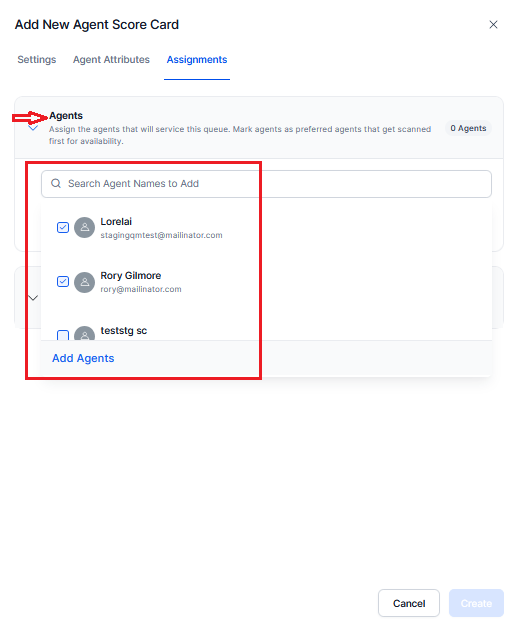 Add New Agent Score Card
Settings
Agent Attributes
Assignments
Agents
Assign the agents that will service this queue. Mark agents as preferred agents that get scanned
first for availability.
0 Agents
Search Agent Names to Add
Lorelai
stagingqmtest@mailinator.com
Rory Gilmore
rory@mailinator.com
teststg sc
Add Agents
Cancel
Create